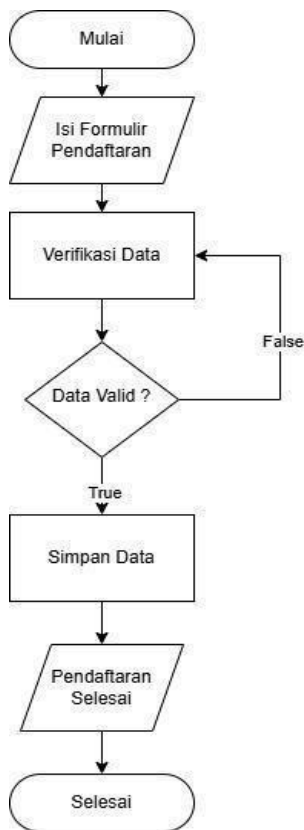 Mulai
Isi Formulir
Pendaftaran
Verifikasi Data
False
Data Valid ?
True
Simpan Data
Pendaftaran
Selesai
Selesai